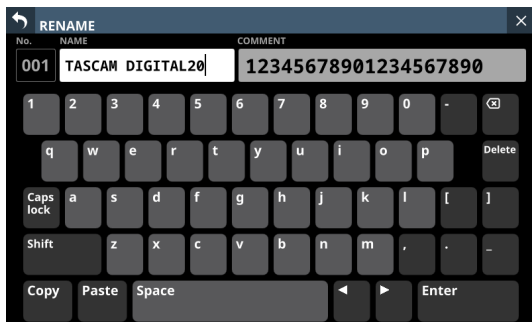 RENAME
No. NAME COMMENT
001 TASCAM DIGITAL20 12345678901234567890
1 2 3 4 5 6 7 8 9 0 -
q w e r t y u i o p Delete
Caps lock a s d f g h j k l [ ]
Shift z x c v b n m , . _
Copy Paste Space ◀ ▶ Enter